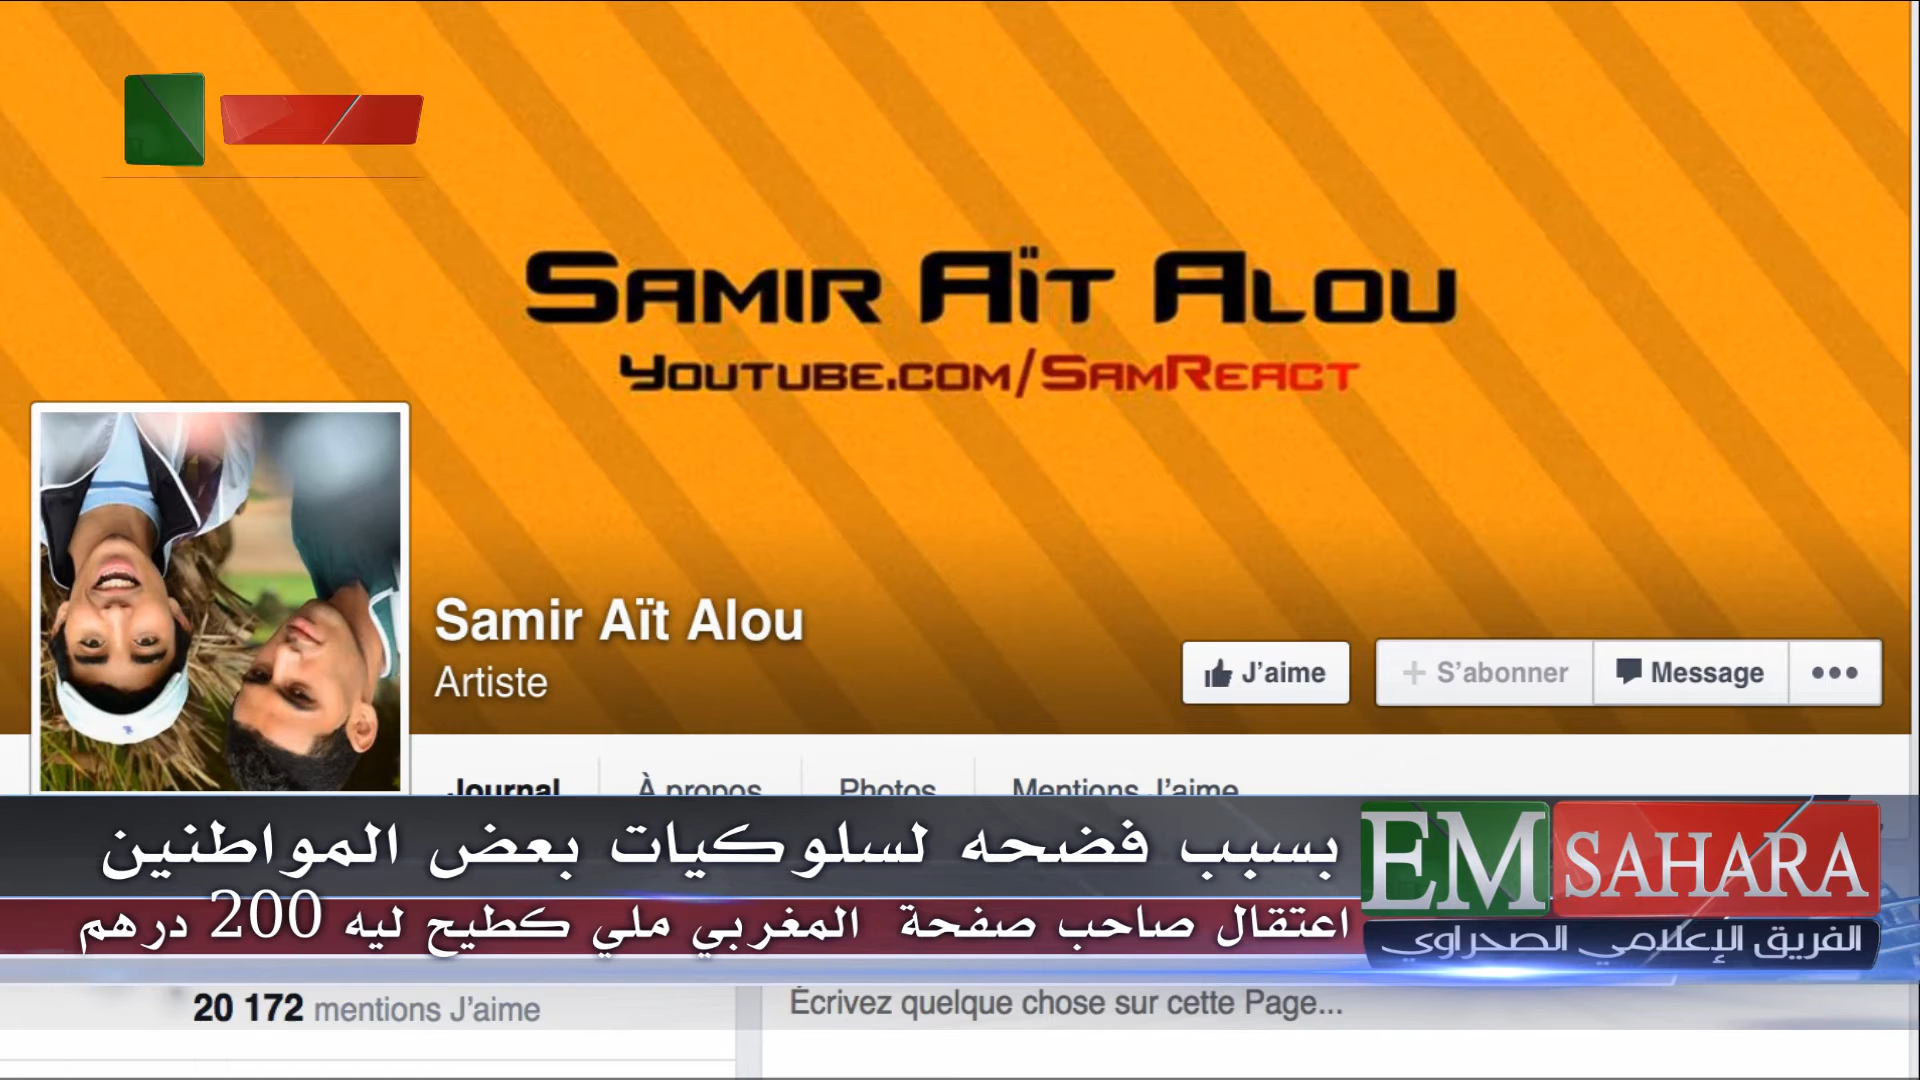 SAMIR AÏT ALOU
YOUTUBE.COM/SAMREACT
Samir Aït Alou
Artiste
J'aime
+ S'abonner
Message
Journal
À propos
Photos
Mentions J'aime
بسبب فضحه لسلوكيات بعض المواطنين
اعتقال صاحب صفحة المغربي ملي كطيح ليه 200 درهم
EM SAHARA
الفريق الإعلامي الصحراوي
20 172 mentions J'aime
Écrivez quelque chose sur cette Page...